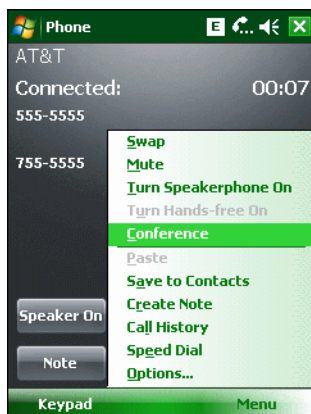 Phone
E
AT&T
Connected: 00:07
555-5555
755-5555
Swap
Mute
Turn Speakerphone On
Turn Hands-free On
Conference
Paste
Save to Contacts
Create Note
Call History
Speed Dial
Options...
Speaker On
Note
Keypad Menu